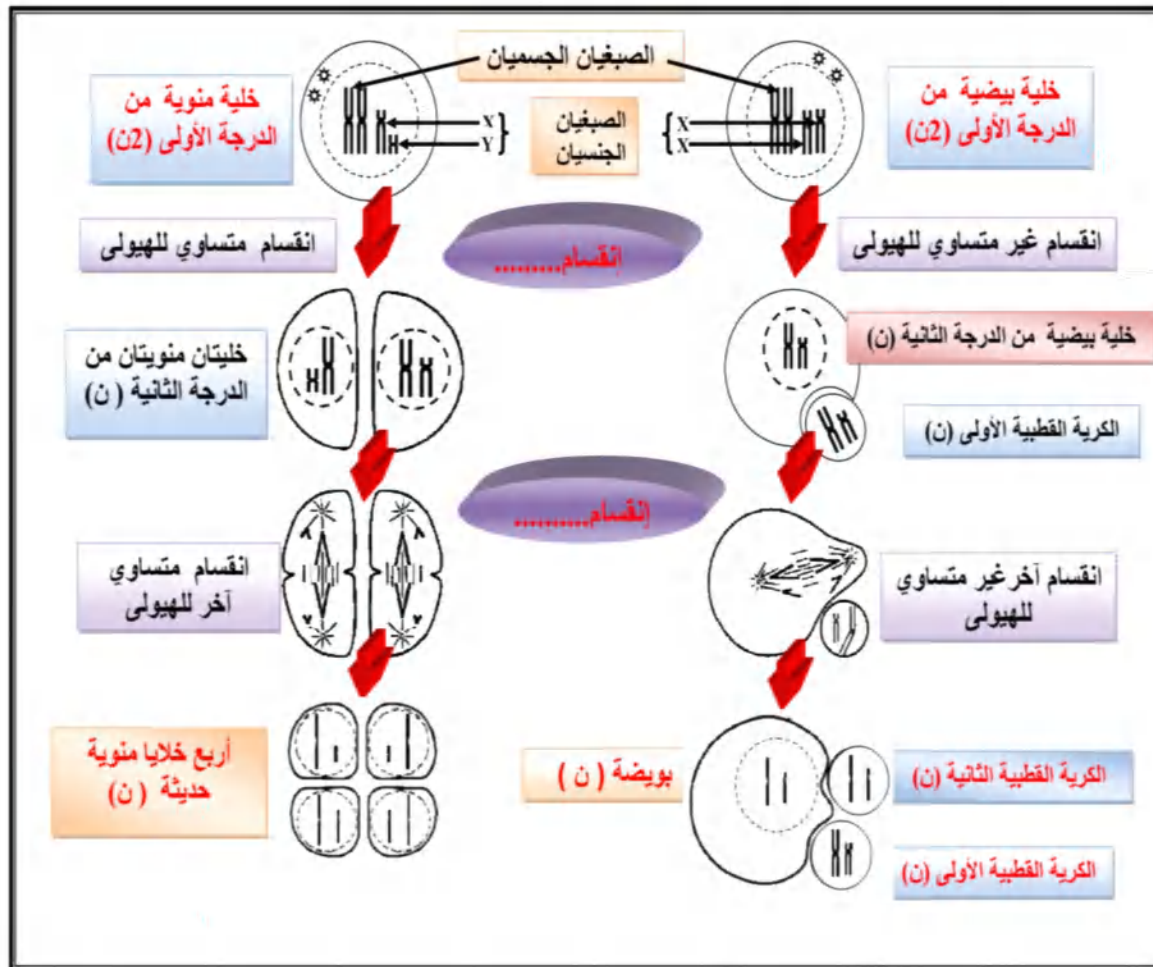 الصبغيان الجسميان
خلية بيضية من
الدرجة الأولى (2ن)
خلية منوية من
الدرجة الأولى (2ن)
X
X
الصبغيان
الجنسيان
X
Y
انقسام غير متساوي للهيولى
انقسام متساوي للهيولى
إنقسام.........
خلية بيضية من الدرجة الثانية (ن)
خليتان منويتان من
الدرجة الثانية ( ن)
الكرية القطبية الأولى (ن)
إنقسام..........
انقسام آخر غير متساوي
للهيولى
انقسام متساوي
آخر للهيولى
الكرية القطبية الثانية (ن)
بويضة ( ن )
أربع خلايا منوية
حديثة ( ن)
الكرية القطبية الأولى (ن)